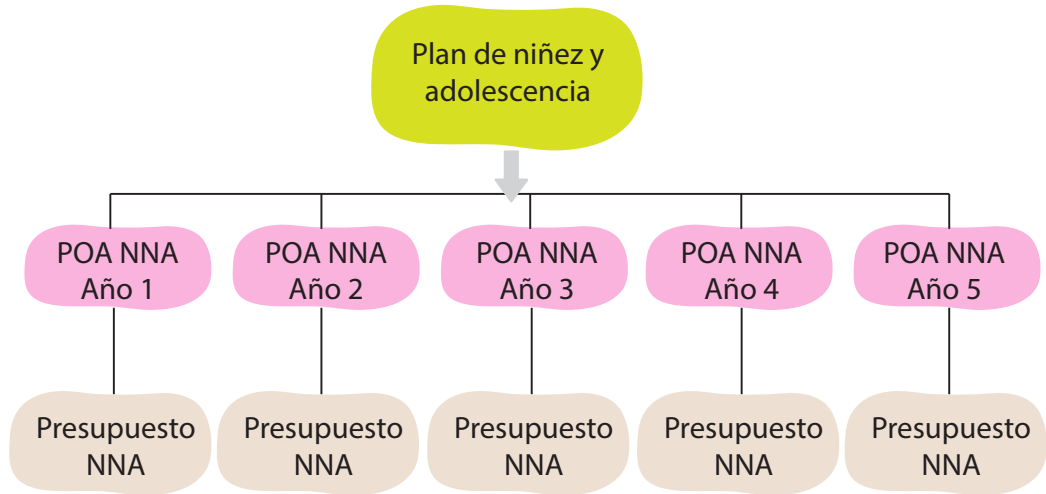 Plan de niñez y
adolescencia
POA NNA
Año 1
POA NNA
Año 2
POA NNA
Año 3
POA NNA
Año 4
POA NNA
Año 5
Presupuesto
NNA
Presupuesto
NNA
Presupuesto
NNA
Presupuesto
NNA
Presupuesto
NNA